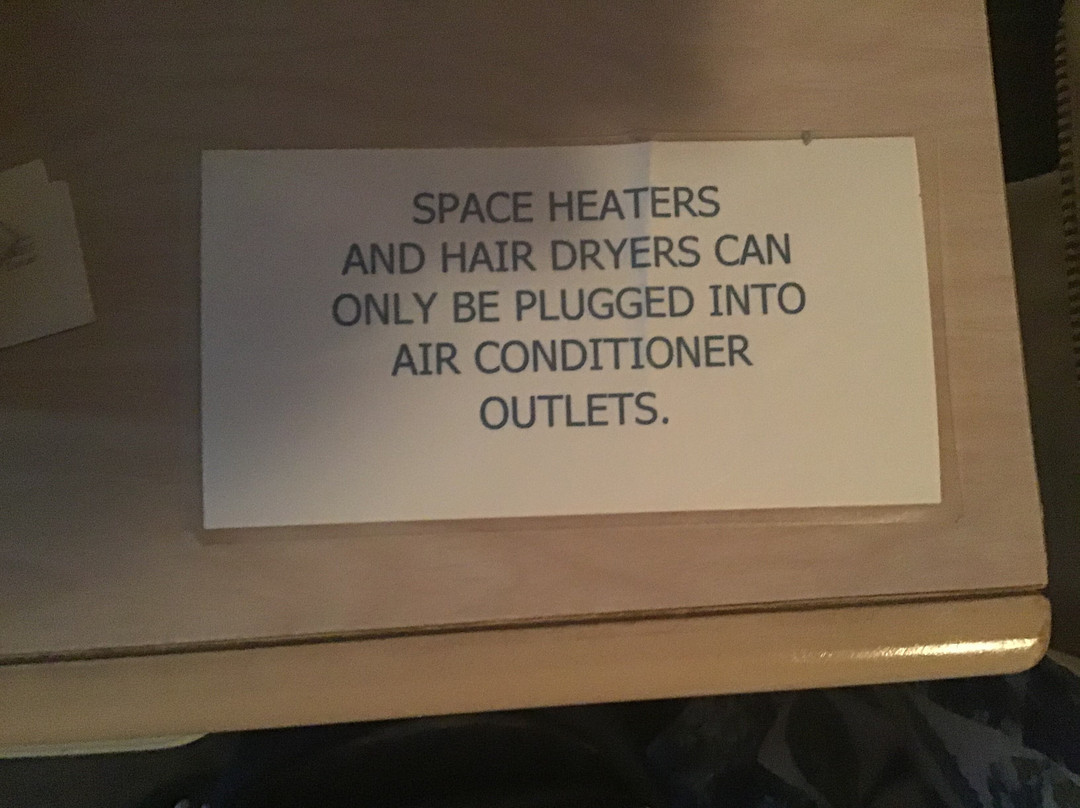 SPACE HEATERS
AND HAIR DRYERS CAN
ONLY BE PLUGGED INTO
AIR CONDITIONER
OUTLETS.